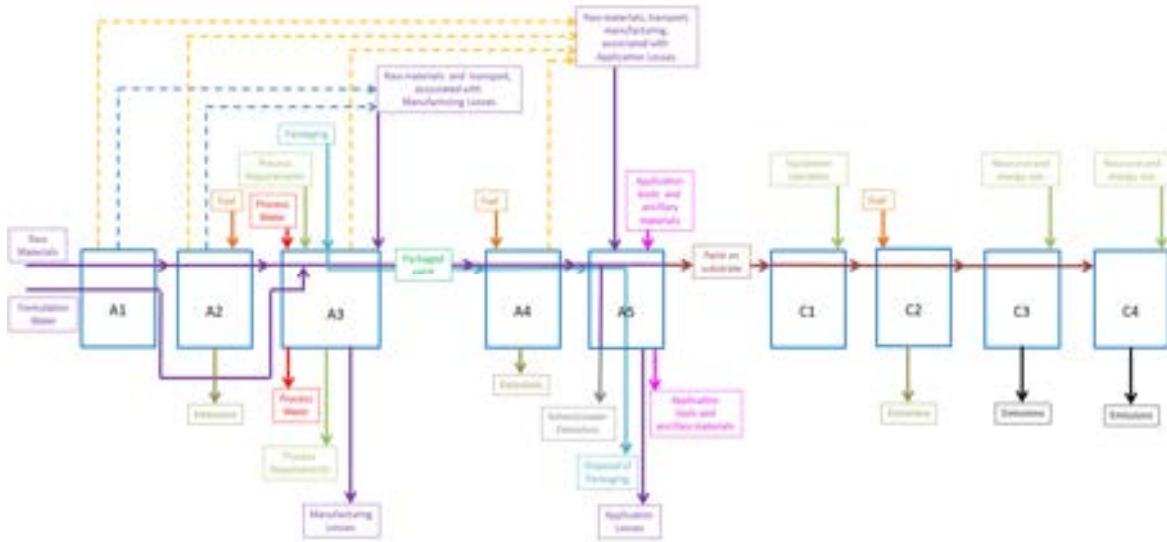 Raw materials, transport,
manufacturing,
associated with
Application Losses
Raw materials and transport,
associated with
Manufacturing Losses
Packaging
Process
Requirements
Fuel
Process
Water
Fuel
Application
tools and
ancillary
materials
Equipment
operation
Fuel
Resource and
energy use
Resource and
energy use
Raw
Materials
Packaged
paint
Paint on
substrate
Formulation
Water
A1
A2
A3
A4
A5
C1
C2
C3
C4
Emissions
Process
Water
Emissions
Emissions
Application
tools and
ancillary materials
Emissions
Emissions
Emissions
Process
Requirements
Disposal of
Packaging
Manufacturing
Losses
Application
Losses